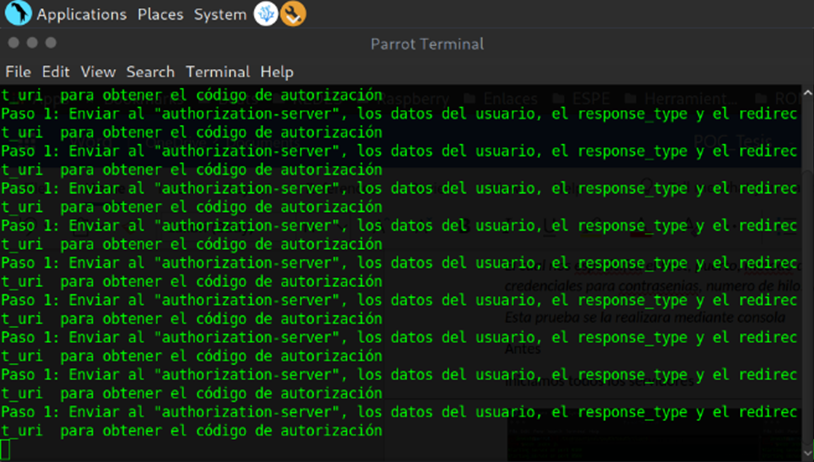 Applications Places System
Parrot Terminal
File Edit View Search Terminal Help
t_uri  para obtener el código de autorización
Paso 1: Enviar al "authorization-server", los datos del usuario, el response_type y el redirec
t_uri  para obtener el código de autorización
Paso 1: Enviar al "authorization-server", los datos del usuario, el response_type y el redirec
t_uri  para obtener el código de autorización
Paso 1: Enviar al "authorization-server", los datos del usuario, el response_type y el redirec
t_uri  para obtener el código de autorización
Paso 1: Enviar al "authorization-server", los datos del usuario, el response_type y el redirec
t_uri  para obtener el código de autorización
Paso 1: Enviar al "authorization-server", los datos del usuario, el response_type y el redirec
t_uri  para obtener el código de autorización
Paso 1: Enviar al "authorization-server", los datos del usuario, el response_type y el redirec
t_uri  para obtener el código de autorización
Paso 1: Enviar al "authorization-server", los datos del usuario, el response_type y el redirec
t_uri  para obtener el código de autorización
Paso 1: Enviar al "authorization-server", los datos del usuario, el response_type y el redirec
t_uri  para obtener el código de autorización
Paso 1: Enviar al "authorization-server", los datos del usuario, el response_type y el redirec
t_uri  para obtener el código de autorización
Enlaces ESPE Herramient...
POC_Tesis
credenciales para contrasenias, numero de hilo
Esta prueba se la realizara mediante consola
Antes